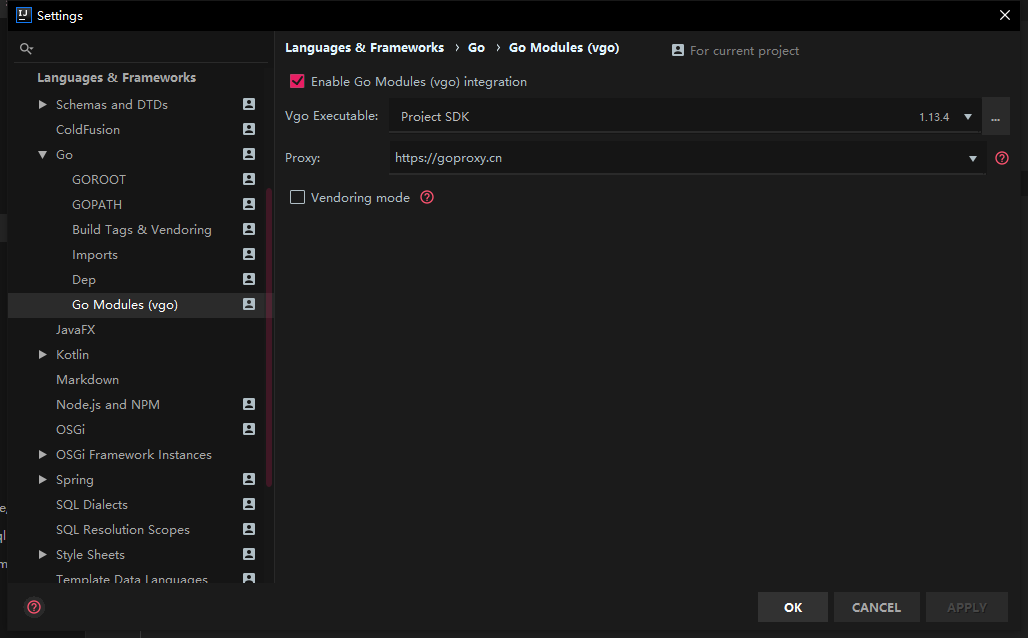 Settings
Languages & Frameworks
Schemas and DTDs
ColdFusion
Go
GOROOT
GOPATH
Build Tags & Vendoring
Imports
Dep
Go Modules (vgo)
JavaFX
Kotlin
Markdown
Node.js and NPM
OSGi
OSGi Framework Instances
Spring
SQL Dialects
SQL Resolution Scopes
Style Sheets
Template Data Languages
Languages & Frameworks › Go › Go Modules (vgo) For current project
Enable Go Modules (vgo) integration
Vgo Executable: Project SDK 1.13.4 ...
Proxy: https://goproxy.cn
Vendoring mode
OK CANCEL APPLY